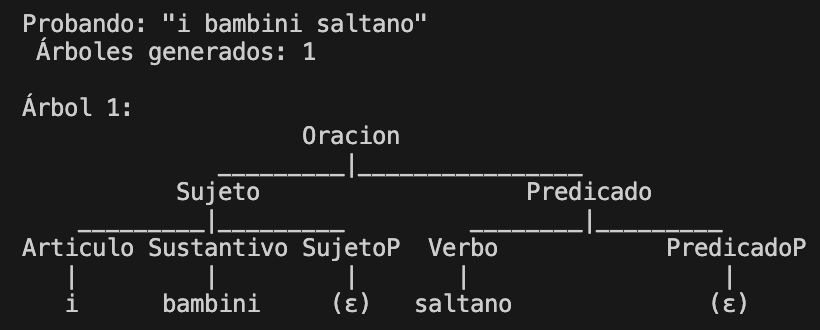 Probando: "i bambini saltano"
Árboles generados: 1
Árbol 1:
Oracion
Sujeto Predicado
Articulo Sustantivo SujetoP Verbo PredicadoP
i bambini (ε) saltano (ε)